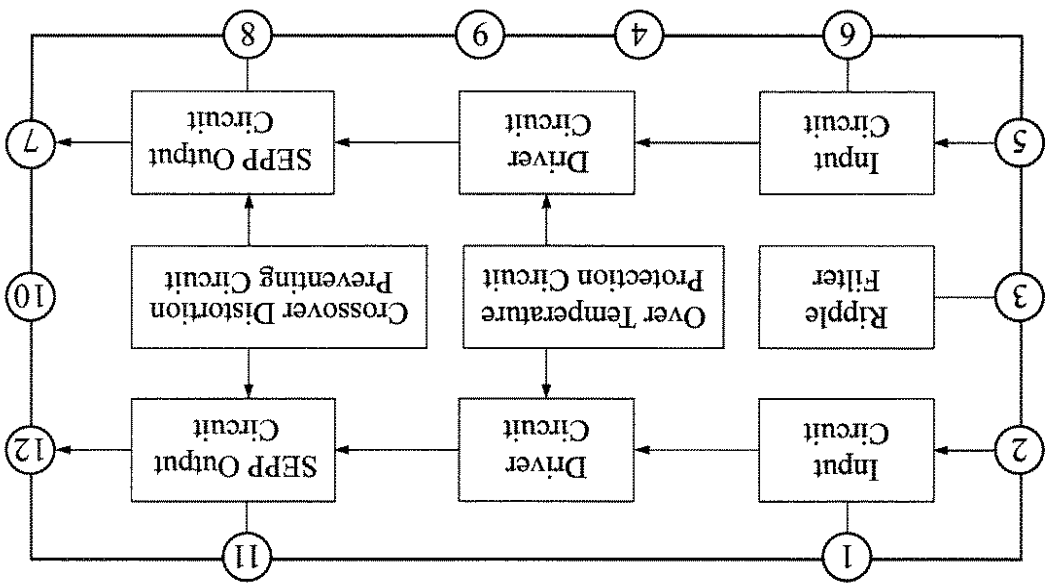 6 4 9 8
5 Input Circuit
Driver Circuit
SEPP Output Circuit
7
3 Ripple Filter
Over Temperature Protection Circuit
Crossover Distortion Preventing Circuit
10
2 Input Circuit
Driver Circuit
SEPP Output Circuit
12
1 11